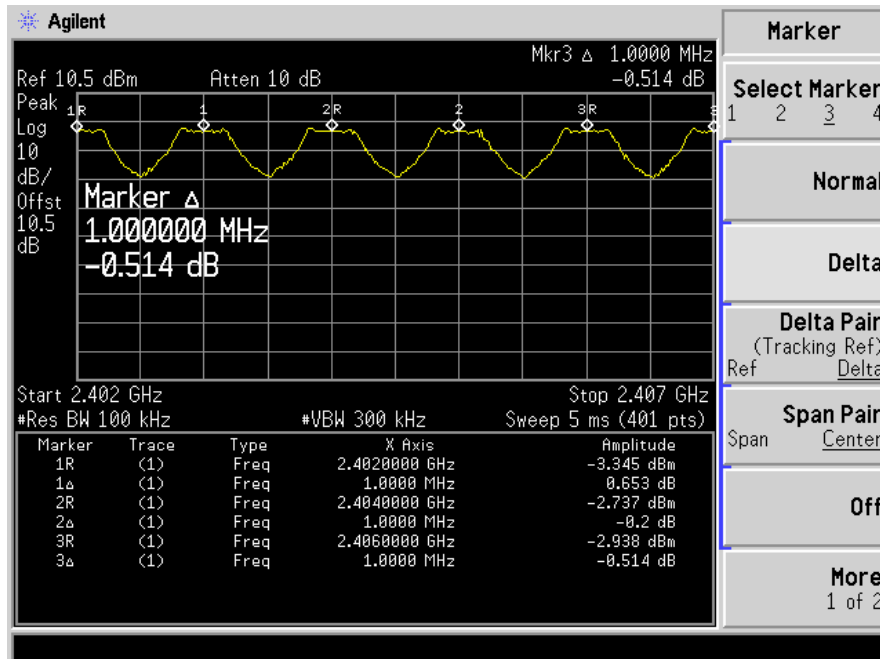 Agilent
Marker
Mkr3 Δ 1.0000 MHz
Ref 10.5 dBm Atten 10 dB -0.514 dB
Peak
Log
10
dB/
Offst
10.5
dB
1R 1 2R 2 3R
Marker Δ
1.000000 MHz
-0.514 dB
Start 2.402 GHz Stop 2.407 GHz
#Res BW 100 kHz #VBW 300 kHz Sweep 5 ms (401 pts)
Marker Trace Type X Axis Amplitude
1R (1) Freq 2.4020000 GHz -3.345 dBm
1Δ (1) Freq 1.0000 MHz 0.653 dB
2R (1) Freq 2.4040000 GHz -2.737 dBm
2Δ (1) Freq 1.0000 MHz -0.2 dB
3R (1) Freq 2.4060000 GHz -2.938 dBm
3Δ (1) Freq 1.0000 MHz -0.514 dB
Select Marker
1 2 3 4
Normal
Delta
Delta Pair
(Tracking Ref)
Ref Delta
Span Pair
Span Center
Off
More
1 of 2